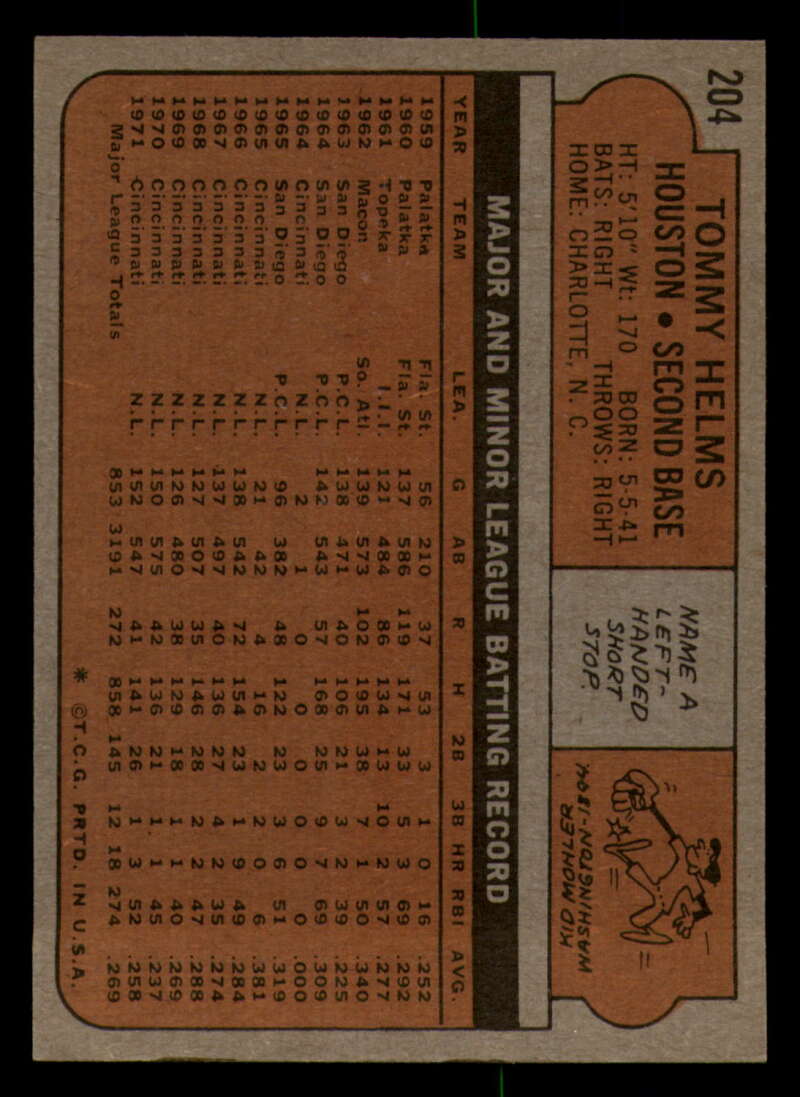 204
TOMMY HELMS
HOUSTON • SECOND BASE
HT: 5'10" Wt: 170 BORN: 5-5-41
BATS: RIGHT THROWS: RIGHT
HOME: CHARLOTTE, N. C.
NAME A
LEFT-
HANDED
SHORT
STOP.
KID MOHLER
WASHINGTON-1894
MAJOR AND MINOR LEAGUE BATTING RECORD
YEAR TEAM LEA. G AB R H 2B 3B HR RBI AVG.
1959 Palatka Fla. St. 56 210 37 53 3 1 0 16 .252
1960 Palatka Fla. St. 137 586 119 171 33 5 3 69 .292
1961 Topeka I.I.I. 121 484 86 134 13 10 2 57 .277
1962 Macon So. Atl. 139 573 102 195 38 7 1 50 .340
1963 San Diego P.C.L. 138 471 40 106 21 3 2 39 .225
1964 San Diego P.C.L. 142 543 57 168 25 9 7 69 .309
1964 Cincinnati N.L. 2 1 0 0 0 0 0 0 .000
1965 San Diego P.C.L. 96 382 48 122 23 3 6 51 .319
1965 Cincinnati N.L. 21 42 4 16 2 2 0 6 .381
1966 Cincinnati N.L. 138 542 72 154 23 1 9 49 .284
1967 Cincinnati N.L. 137 497 40 136 27 4 2 35 .274
1968 Cincinnati N.L. 127 507 35 146 28 2 2 47 .288
1969 Cincinnati N.L. 126 480 38 129 18 1 1 40 .269
1970 Cincinnati N.L. 150 575 42 136 21 1 1 45 .237
1971 Cincinnati N.L. 152 547 41 141 26 1 3 52 .258
Major League Totals 853 3191 272 858 145 12 18 274 .269
* ©T.C.G. PRTD. IN U.S.A.